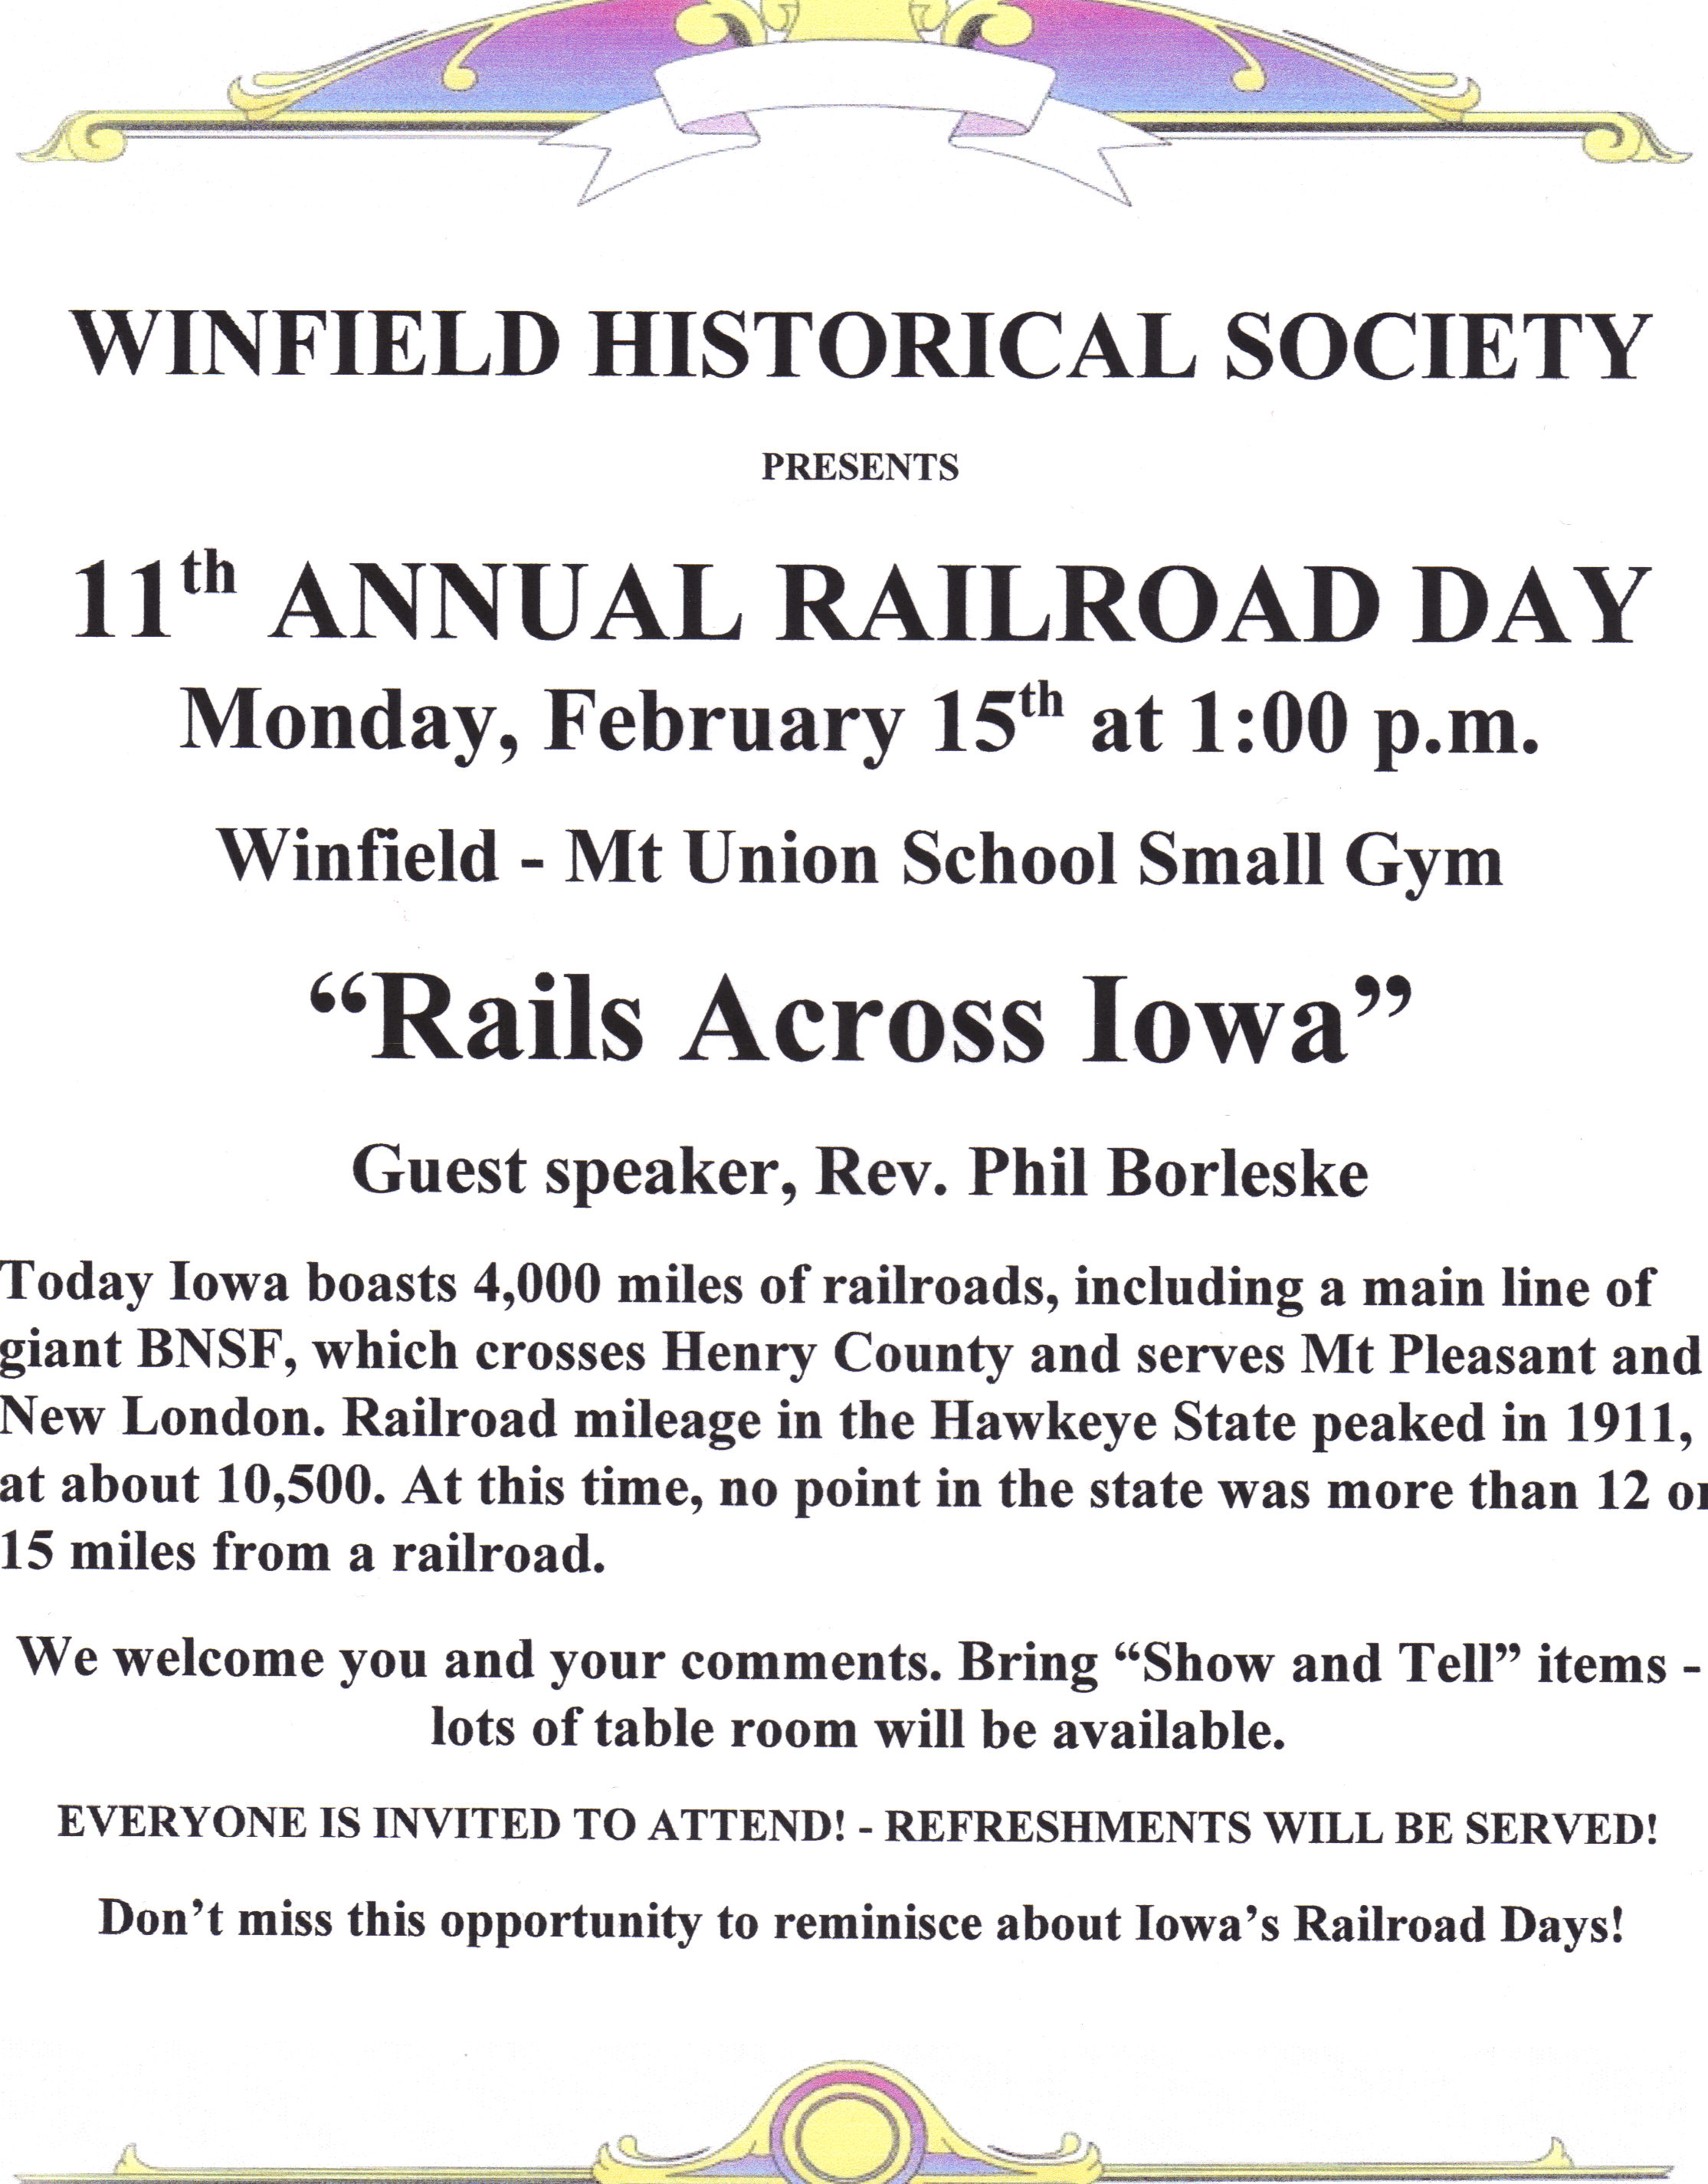 WINFIELD HISTORICAL SOCIETY
PRESENTS
11th ANNUAL RAILROAD DAY
Monday, February 15th at 1:00 p.m.
Winfield - Mt Union School Small Gym
“Rails Across Iowa”
Guest speaker, Rev. Phil Borleske
Today Iowa boasts 4,000 miles of railroads, including a main line of
giant BNSF, which crosses Henry County and serves Mt Pleasant and
New London. Railroad mileage in the Hawkeye State peaked in 1911,
at about 10,500. At this time, no point in the state was more than 12 or
15 miles from a railroad.
We welcome you and your comments. Bring “Show and Tell” items -
lots of table room will be available.
EVERYONE IS INVITED TO ATTEND! - REFRESHMENTS WILL BE SERVED!
Don’t miss this opportunity to reminisce about Iowa’s Railroad Days!